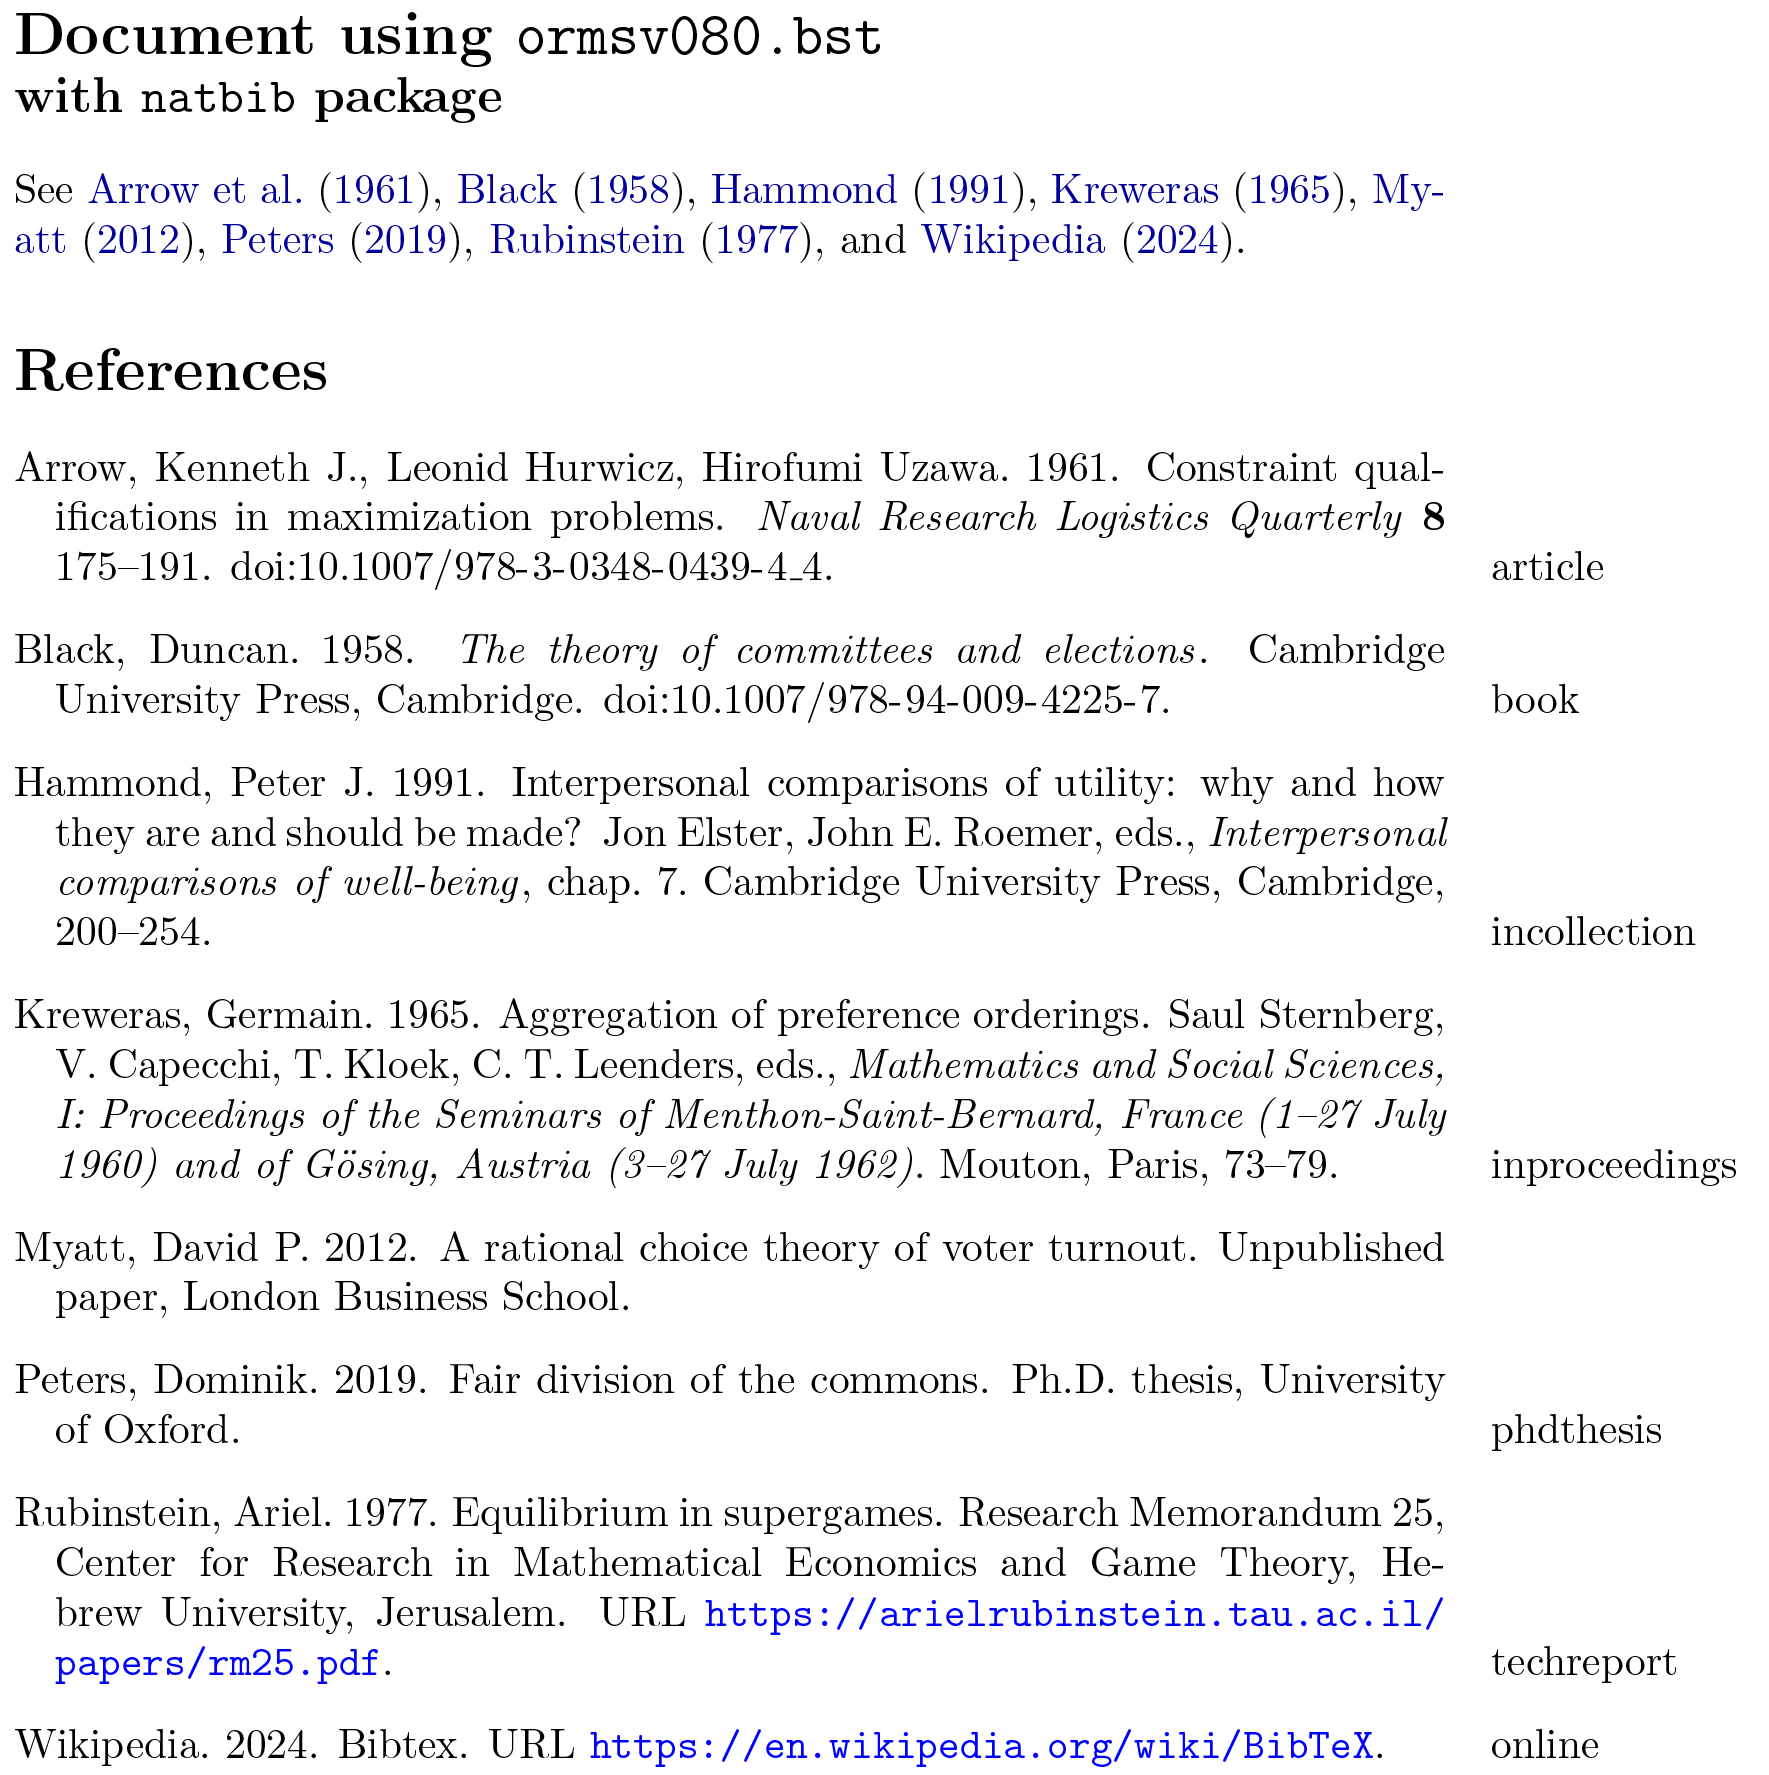 Document using ormsv080.bst
with natbib package
See Arrow et al. (1961), Black (1958), Hammond (1991), Kreweras (1965), My-
att (2012), Peters (2019), Rubinstein (1977), and Wikipedia (2024).
References
Arrow, Kenneth J., Leonid Hurwicz, Hirofumi Uzawa. 1961. Constraint qual-
ifications in maximization problems. Naval Research Logistics Quarterly 8
175–191. doi:10.1007/978-3-0348-0439-4_4. article
Black, Duncan. 1958. The theory of committees and elections. Cambridge
University Press, Cambridge. doi:10.1007/978-94-009-4225-7. book
Hammond, Peter J. 1991. Interpersonal comparisons of utility: why and how
they are and should be made? Jon Elster, John E. Roemer, eds., Interpersonal
comparisons of well-being, chap. 7. Cambridge University Press, Cambridge,
200–254. incollection
Kreweras, Germain. 1965. Aggregation of preference orderings. Saul Sternberg,
V. Capecchi, T. Kloek, C. T. Leenders, eds., Mathematics and Social Sciences,
I: Proceedings of the Seminars of Menthon-Saint-Bernard, France (1–27 July
1960) and of Gösing, Austria (3–27 July 1962). Mouton, Paris, 73–79. inproceedings
Myatt, David P. 2012. A rational choice theory of voter turnout. Unpublished
paper, London Business School.
Peters, Dominik. 2019. Fair division of the commons. Ph.D. thesis, University
of Oxford. phdthesis
Rubinstein, Ariel. 1977. Equilibrium in supergames. Research Memorandum 25,
Center for Research in Mathematical Economics and Game Theory, He-
brew University, Jerusalem. URL https://arielrubinstein.tau.ac.il/
papers/rm25.pdf. techreport
Wikipedia. 2024. Bibtex. URL https://en.wikipedia.org/wiki/BibTeX. online